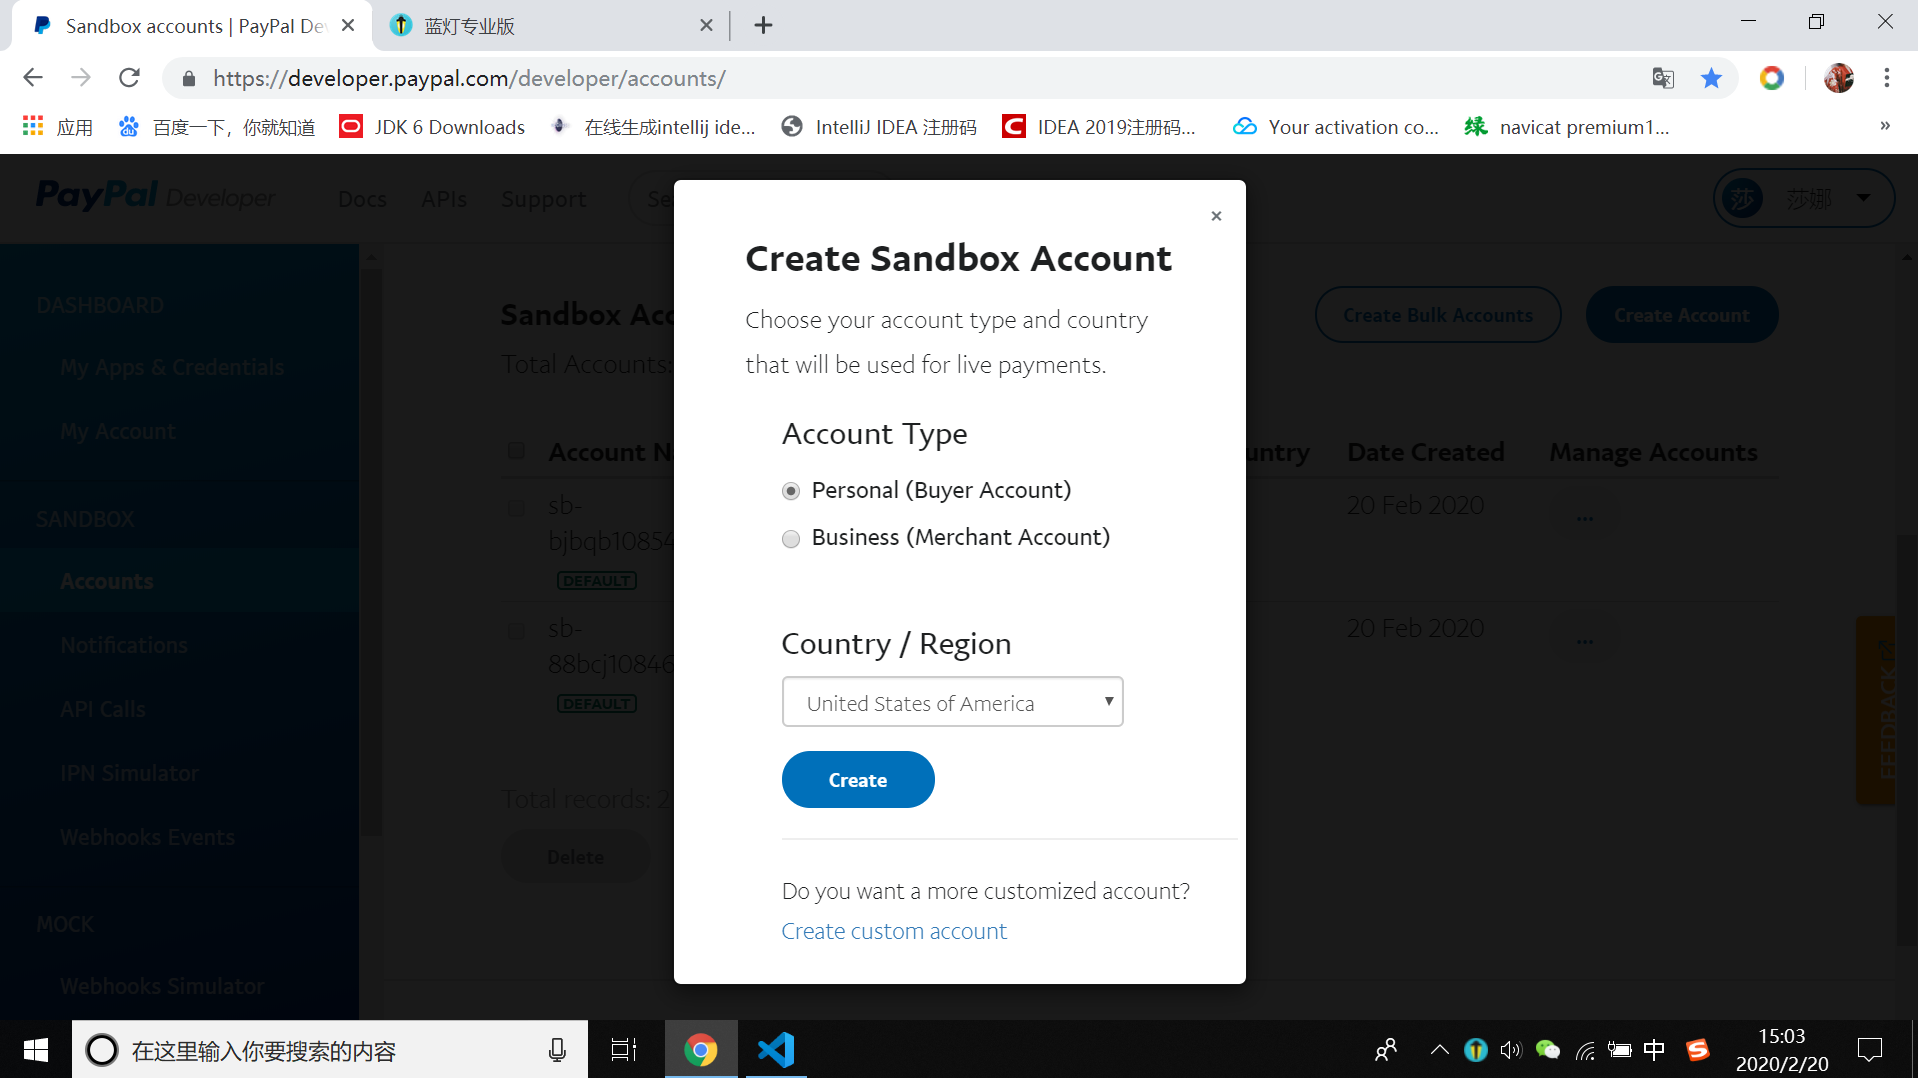 Sandbox accounts | PayPal De
蓝灯专业版
https://developer.paypal.com/developer/accounts/
应用
百度一下，你就知道
JDK 6 Downloads
在线生成intellij ide...
IntelliJ IDEA 注册码
IDEA 2019注册码...
Your activation co...
绿
navicat premium1...
»
PayPal Developer
Docs
APIs
Support
Se
莎
莎娜
DASHBOARD
My Apps & Credentials
My Account
SANDBOX
Accounts
Notifications
API Calls
IPN Simulator
Webhooks Events
MOCK
Webhooks Simulator
Sandbox Acc
Total Accounts:
Create Bulk Accounts
Create Account
Account N
untry
Date Created
Manage Accounts
sb-
bjbqb10854
DEFAULT
20 Feb 2020
...
sb-
88bcj10846
DEFAULT
20 Feb 2020
...
Total records: 2
Delete
FEEDBACK
×
Create Sandbox Account
Choose your account type and country
that will be used for live payments.
Account Type
Personal (Buyer Account)
Business (Merchant Account)
Country / Region
United States of America
Create
Do you want a more customized account?
Create custom account
在这里输入你要搜索的内容
中
15:03
2020/2/20